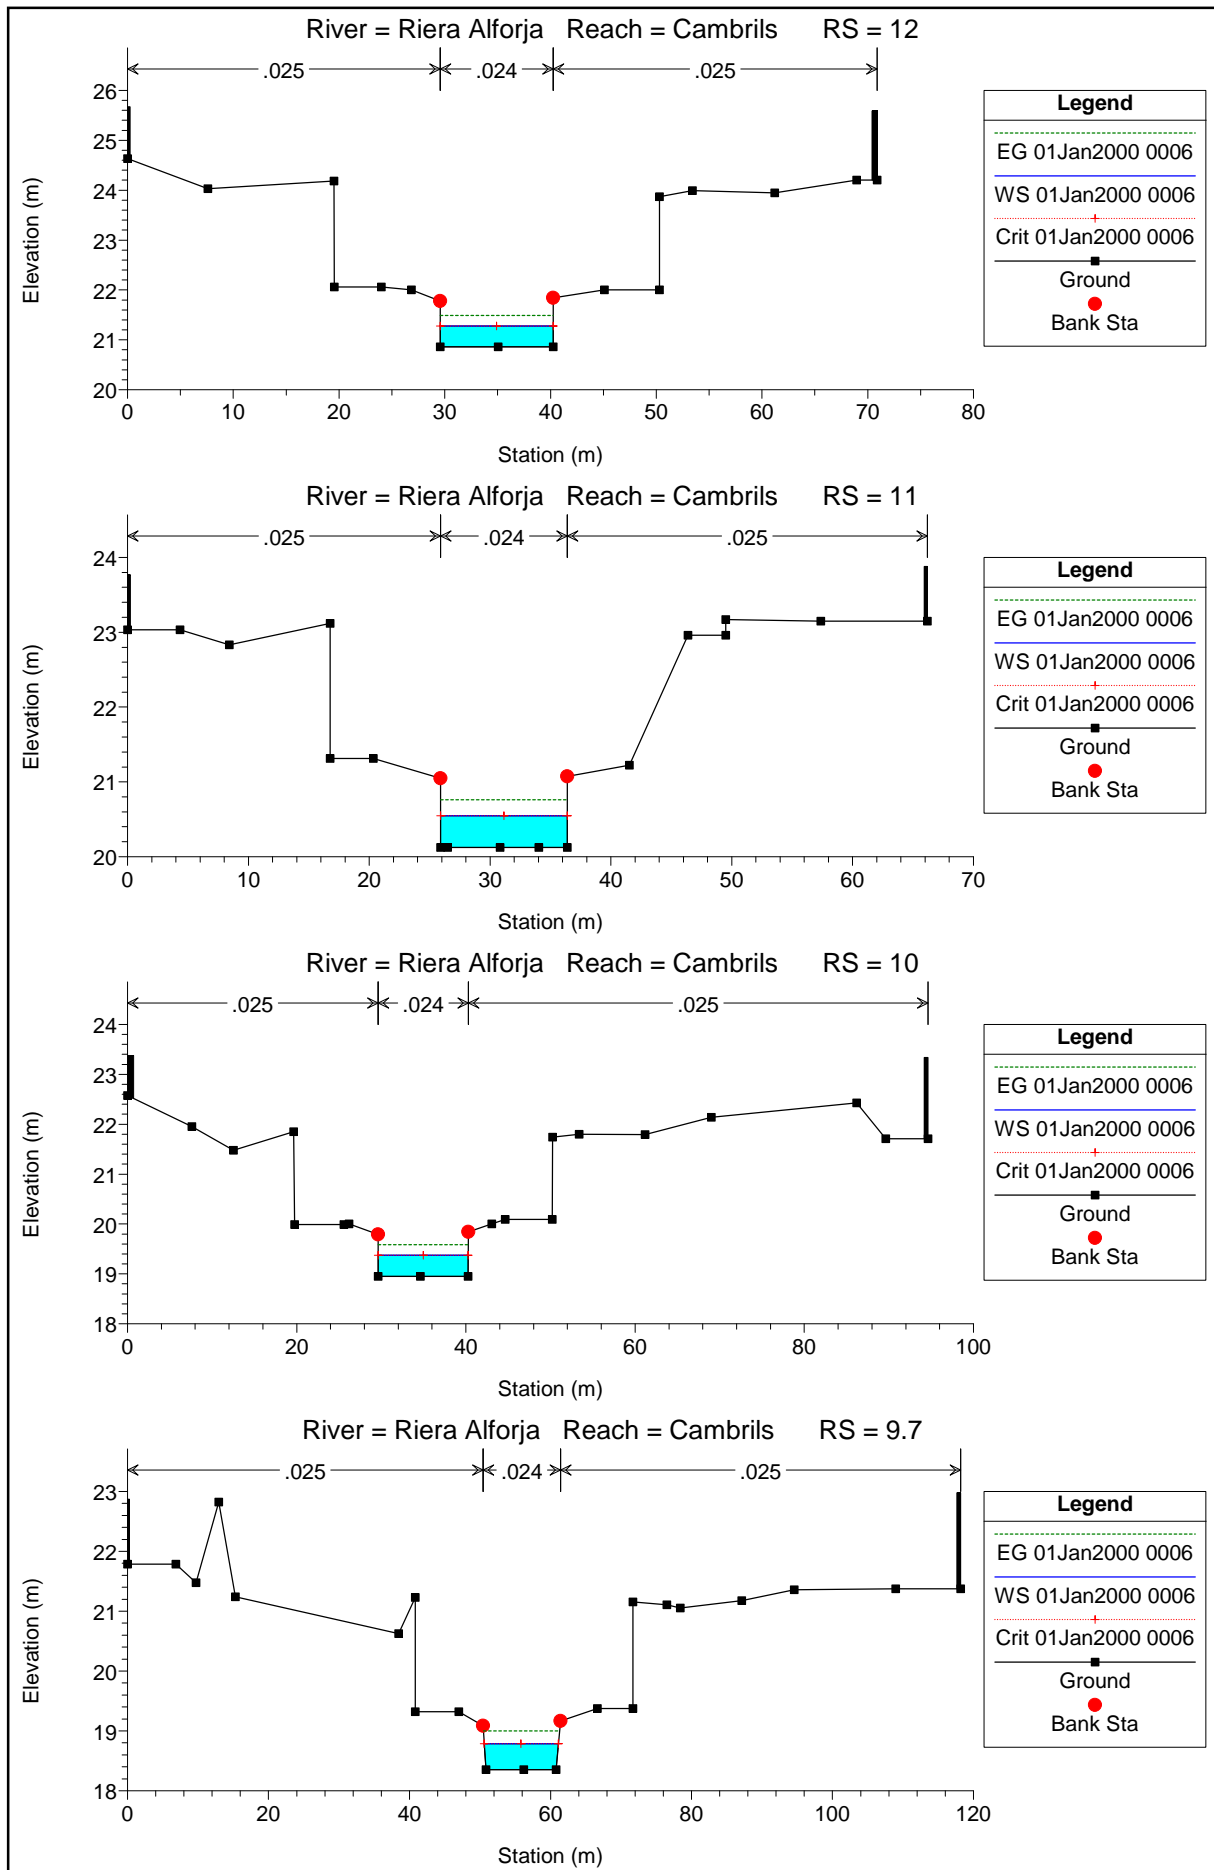 River = Riera Alforja Reach = Cambrils RS = 12
.025 .024 .025
26
25
24
23
22
21
20
Elevation (m)
0 10 20 30 40 50 60 70 80
Station (m)
Legend
EG 01Jan2000 0006
WS 01Jan2000 0006
Crit 01Jan2000 0006
Ground
Bank Sta
River = Riera Alforja Reach = Cambrils RS = 11
.025 .024 .025
24
23
22
21
20
Elevation (m)
0 10 20 30 40 50 60 70
Station (m)
Legend
EG 01Jan2000 0006
WS 01Jan2000 0006
Crit 01Jan2000 0006
Ground
Bank Sta
River = Riera Alforja Reach = Cambrils RS = 10
.025 .024 .025
24
23
22
21
20
19
18
Elevation (m)
0 20 40 60 80 100
Station (m)
Legend
EG 01Jan2000 0006
WS 01Jan2000 0006
Crit 01Jan2000 0006
Ground
Bank Sta
River = Riera Alforja Reach = Cambrils RS = 9.7
.025 .024 .025
23
22
21
20
19
18
Elevation (m)
0 20 40 60 80 100 120
Station (m)
Legend
EG 01Jan2000 0006
WS 01Jan2000 0006
Crit 01Jan2000 0006
Ground
Bank Sta